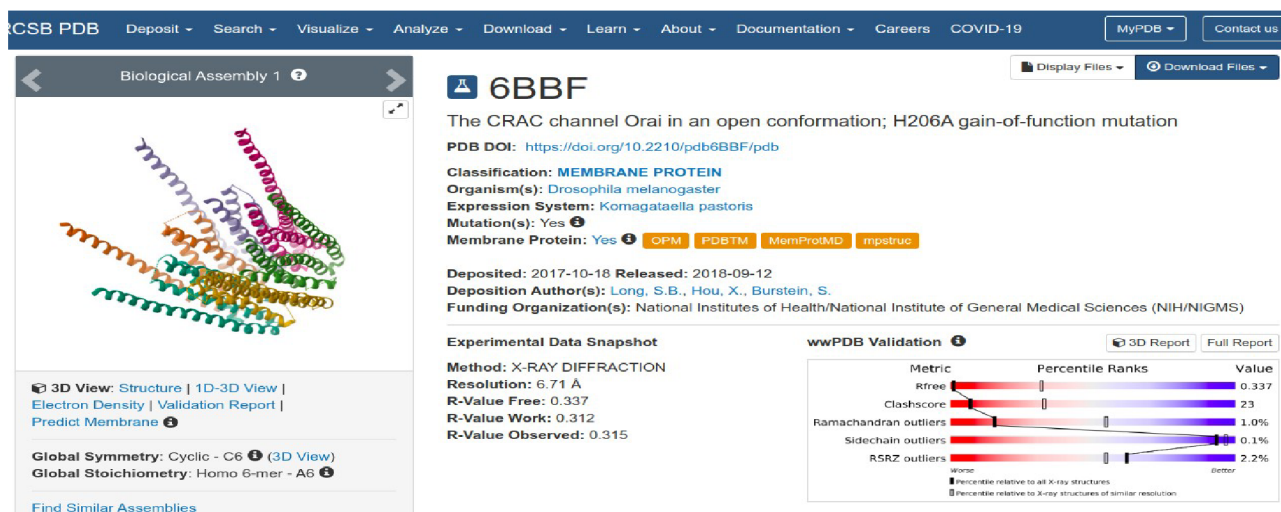 RCSB PDB Deposit Search Visualize Analyze Download Learn About Documentation Careers COVID-19 MyPDB Contact us
Biological Assembly 1
Display Files Download Files
6BBF
The CRAC channel Orai in an open conformation; H206A gain-of-function mutation
PDB DOI: https://doi.org/10.2210/pdb6BBF/pdb
Classification: MEMBRANE PROTEIN
Organism(s): Drosophila melanogaster
Expression System: Komagataella pastoris
Mutation(s): Yes
Membrane Protein: Yes OPM PDBTM MemProtMD mpstruc
Deposited: 2017-10-18 Released: 2018-09-12
Deposition Author(s): Long, S.B., Hou, X., Burstein, S.
Funding Organization(s): National Institutes of Health/National Institute of General Medical Sciences (NIH/NIGMS)
Experimental Data Snapshot
Method: X-RAY DIFFRACTION
Resolution: 6.71 Å
R-Value Free: 0.337
R-Value Work: 0.312
R-Value Observed: 0.315
wwPDB Validation 3D Report Full Report
Metric Percentile Ranks Value
Rfree 0.337
Clashscore 23
Ramachandran outliers 1.0%
Sidechain outliers 0.1%
RSRZ outliers 2.2%
Worse Better
Percentile relative to all X-ray structures
Percentile relative to X-ray structures of similar resolution
3D View: Structure | 1D-3D View |
Electron Density | Validation Report |
Predict Membrane
Global Symmetry: Cyclic - C6 (3D View)
Global Stoichiometry: Homo 6-mer - A6
Find Similar Assemblies